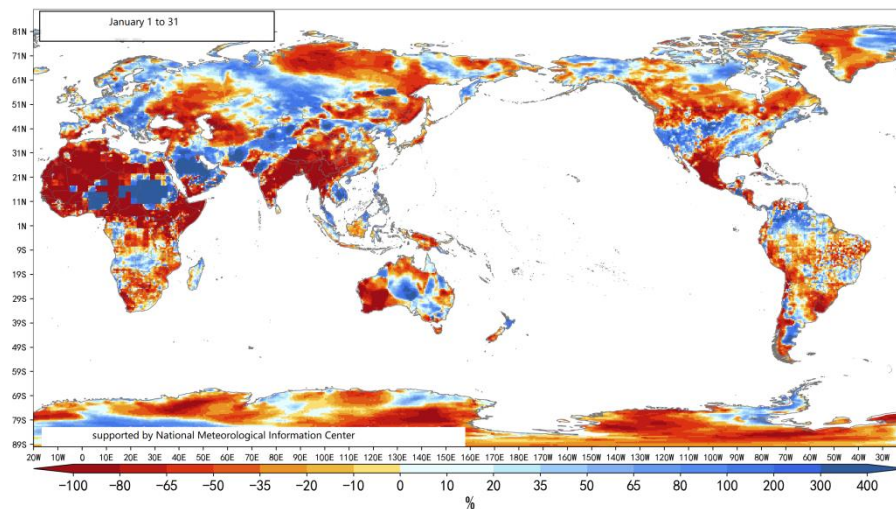 January 1 to 31
81N
71N
61N
51N
41N
31N
21N
11N
1N
9S
19S
29S
39S
49S
59S
69S
79S
89S
supported by National Meteorological Information Center
20W 10W 0 10E 20E 30E 40E 50E 60E 70E 80E 90E 100E 110E 120E 130E 140E 150E 160E 170E 180 170W 160W 150W 140W 130W 120W 110W 100W 90W 80W 70W 60W 50W 40W 30W
-100 -80 -65 -50 -35 -20 -10 0 10 20 35 50 65 80 100 200 300 400
%